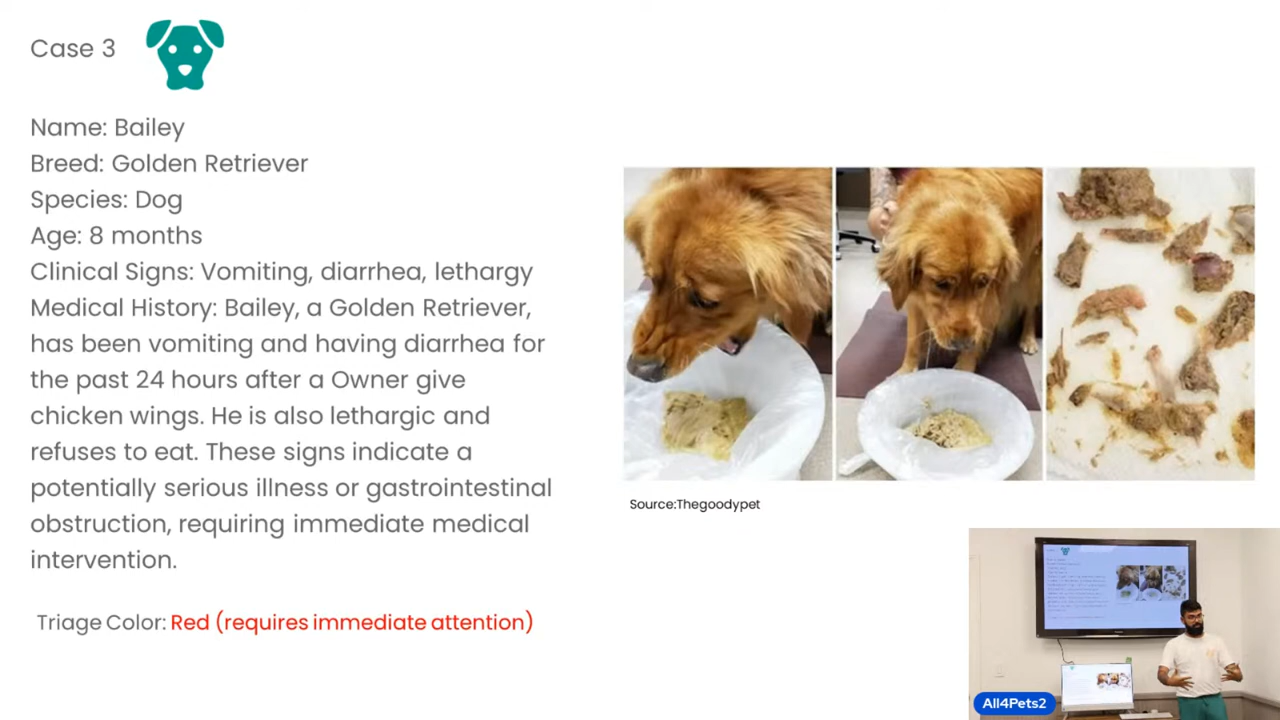 Case 3
Name: Bailey
Breed: Golden Retriever
Species: Dog
Age: 8 months
Clinical Signs: Vomiting, diarrhea, lethargy
Medical History: Bailey, a Golden Retriever,
has been vomiting and having diarrhea for
the past 24 hours after a Owner give
chicken wings. He is also lethargic and
refuses to eat. These signs indicate a
potentially serious illness or gastrointestinal
obstruction, requiring immediate medical
intervention.
Triage Color: Red (requires immediate attention)
Source:Thegoodypet
All4Pets2